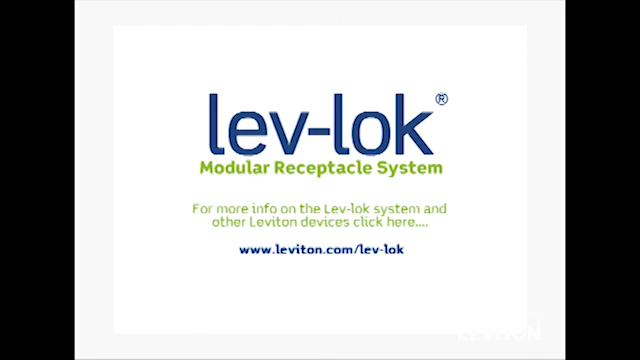 lev-lok®
Modular Receptacle System
For more info on the Lev-lok system and
other Leviton devices click here....
www.leviton.com/lev-lok
LEVITON